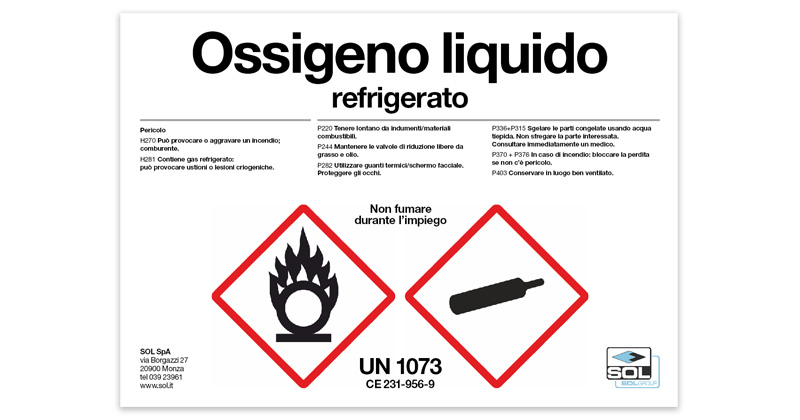 Ossigeno liquido
refrigerato
Pericolo
H270 Può provocare o aggravare un incendio;
comburente.
H281 Contiene gas refrigerato:
può provocare ustioni o lesioni criogeniche.
P220 Tenere lontano da indumenti/materiali
combustibili.
P244 Mantenere le valvole di riduzione libere da
grasso e olio.
P282 Utilizzare guanti termici/schermo facciale.
Proteggere gli occhi.
P336+P315 Sgelare le parti congelate usando acqua
tiepida. Non sfregare la parte interessata.
Consultare immediatamente un medico.
P370 + P376 In caso di incendio: bloccare la perdita
se non c'è pericolo.
P403 Conservare in luogo ben ventilato.
Non fumare
durante l'impiego
SOL SpA
via Borgazzi 27
20900 Monza
tel 039 23961
www.sol.it
UN 1073
CE 231-956-9
SOL
SOLGROUP